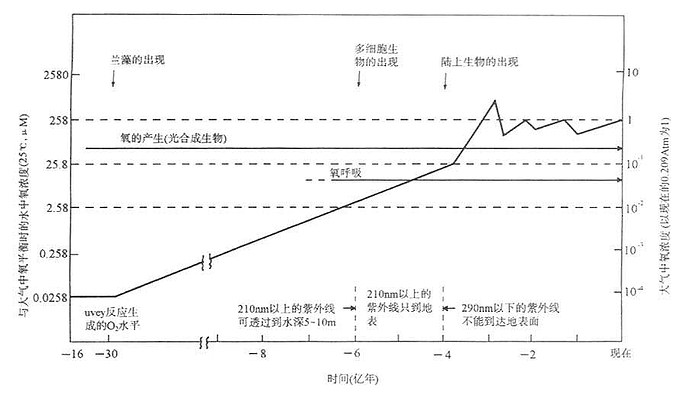 兰藻的出现
多细胞生
物的出现
陆上生物的出现
与大气中氧平衡时的水中氧浓度(25℃, μM)
2580
258
25.8
2.58
0.258
0.0258
10
1
10⁻¹
10⁻²
10⁻³
10⁻⁴
大气中氧浓度(以现在的0.209Atm为1)
氧的产生(光合成生物)
氧呼吸
uvey反应生
成的O₂水平
210nm以上的紫外线
可透过到水深5~10m
210nm以上的
紫外线只到地
表
290nm以下的紫外线
不能到达地表面
−16
−30
−8
−6
−4
−2
现在
时间(亿年)